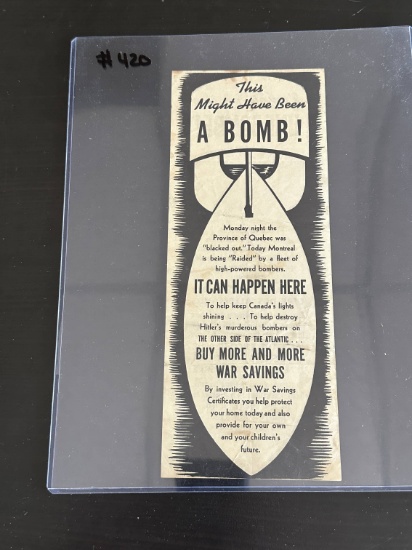 # 420
This
Might Have Been
A BOMB!
Monday night the
Province of Quebec was
"blacked out." Today Montreal
is being "Raided" by a fleet of
high-powered bombers.
IT CAN HAPPEN HERE
To help keep Canada's lights
shining . . . To help destroy
Hitler's murderous bombers on
THE OTHER SIDE OF THE ATLANTIC . . .
BUY MORE AND MORE
WAR SAVINGS
By investing in War Savings
Certificates you help protect
your home today and also
provide for your own
and your children's
future.